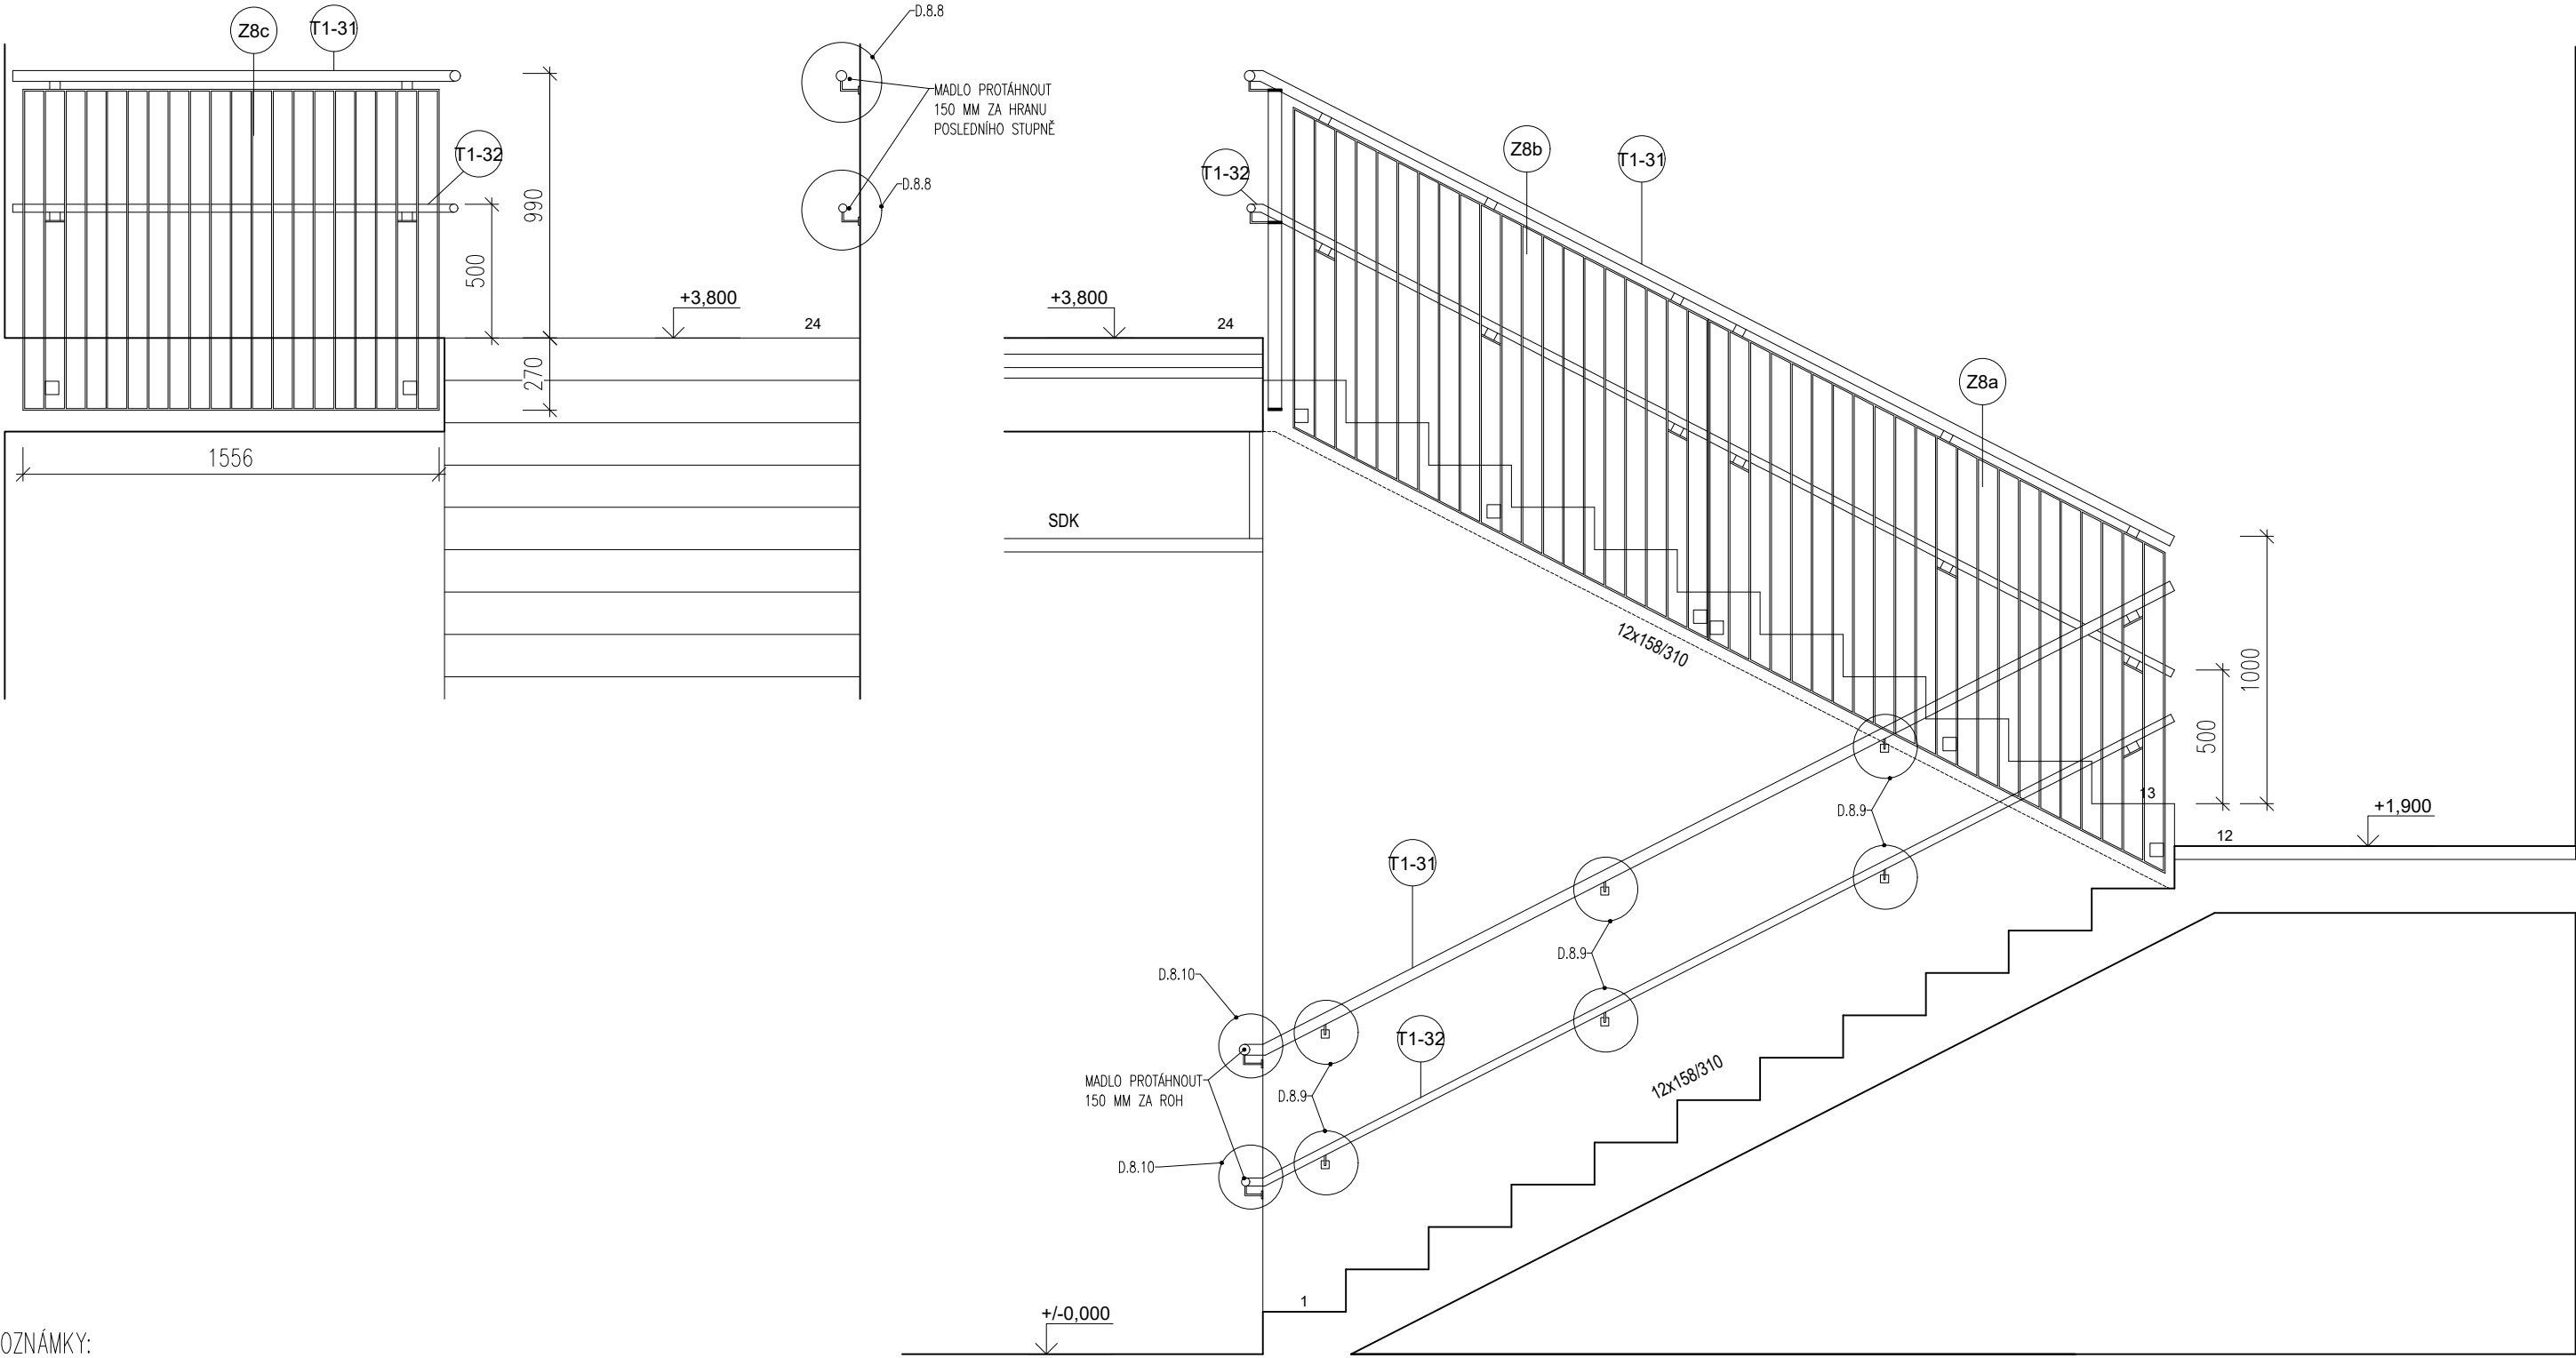 Z8c
T1-31
T1-32
990
500
270
1556
+3,800
24
D.8.8
MADLO PROTÁHNOUT
150 MM ZA HRANU
POSLEDNÍHO STUPNĚ
D.8.8
+3,800
24
SDK
T1-32
Z8b
T1-31
Z8a
12x158/310
1000
500
13
12
+1,900
D.8.9
T1-31
D.8.9
D.8.10
T1-32
MADLO PROTÁHNOUT
150 MM ZA ROH
D.8.9
12x158/310
D.8.10
1
+/-0,000
OZNÁMKY: